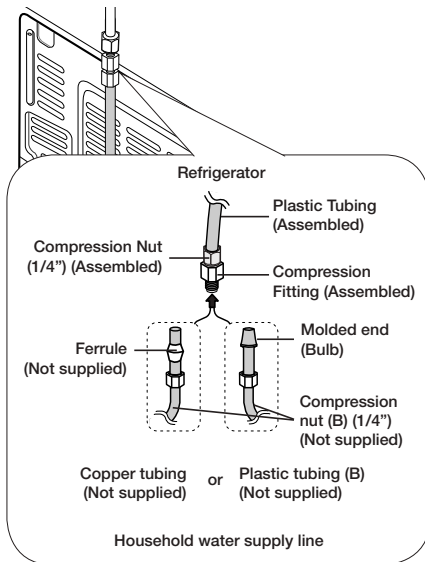 Refrigerator
Plastic Tubing
(Assembled)
Compression Nut
(1/4”) (Assembled)
Compression
Fitting (Assembled)
Ferrule
(Not supplied)
Molded end
(Bulb)
Compression
nut (B) (1/4”)
(Not supplied)
Copper tubing
(Not supplied)
or
Plastic tubing (B)
(Not supplied)
Household water supply line